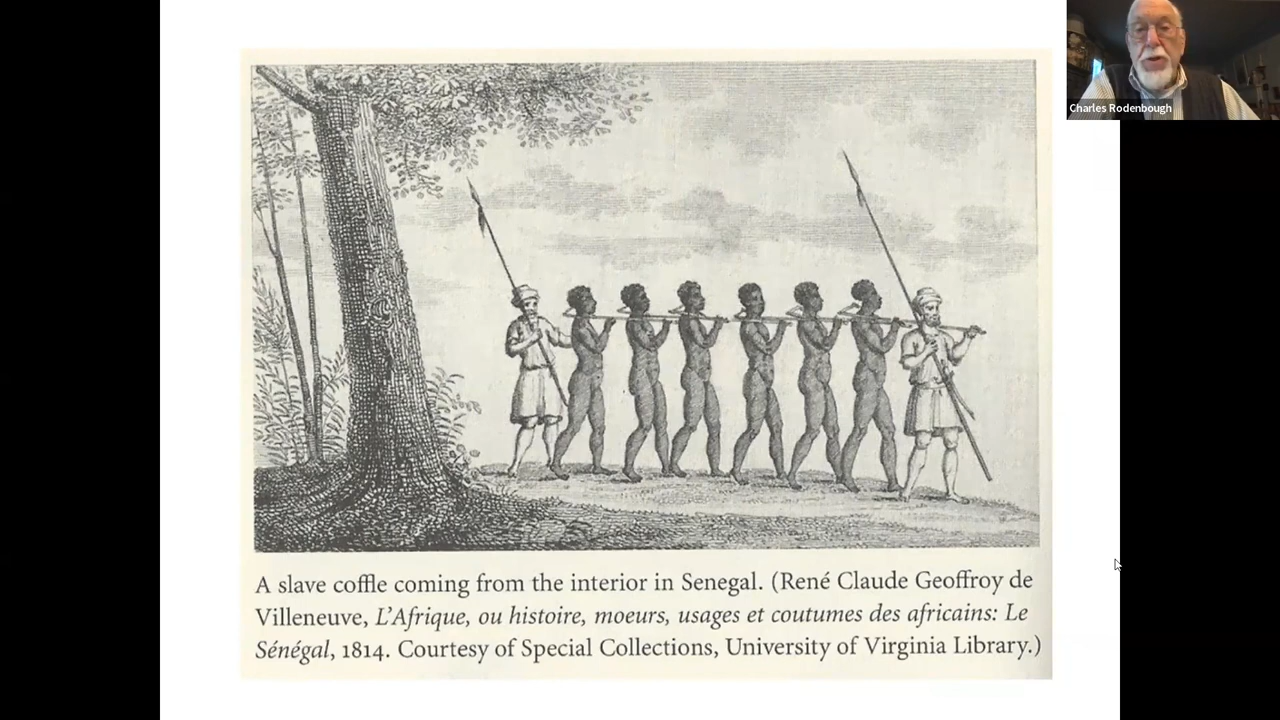 Charles Rodenbough
A slave coffle coming from the interior in Senegal. (René Claude Geoffroy de
Villeneuve, L'Afrique, ou histoire, moeurs, usages et coutumes des africains: Le
Sénégal, 1814. Courtesy of Special Collections, University of Virginia Library.)